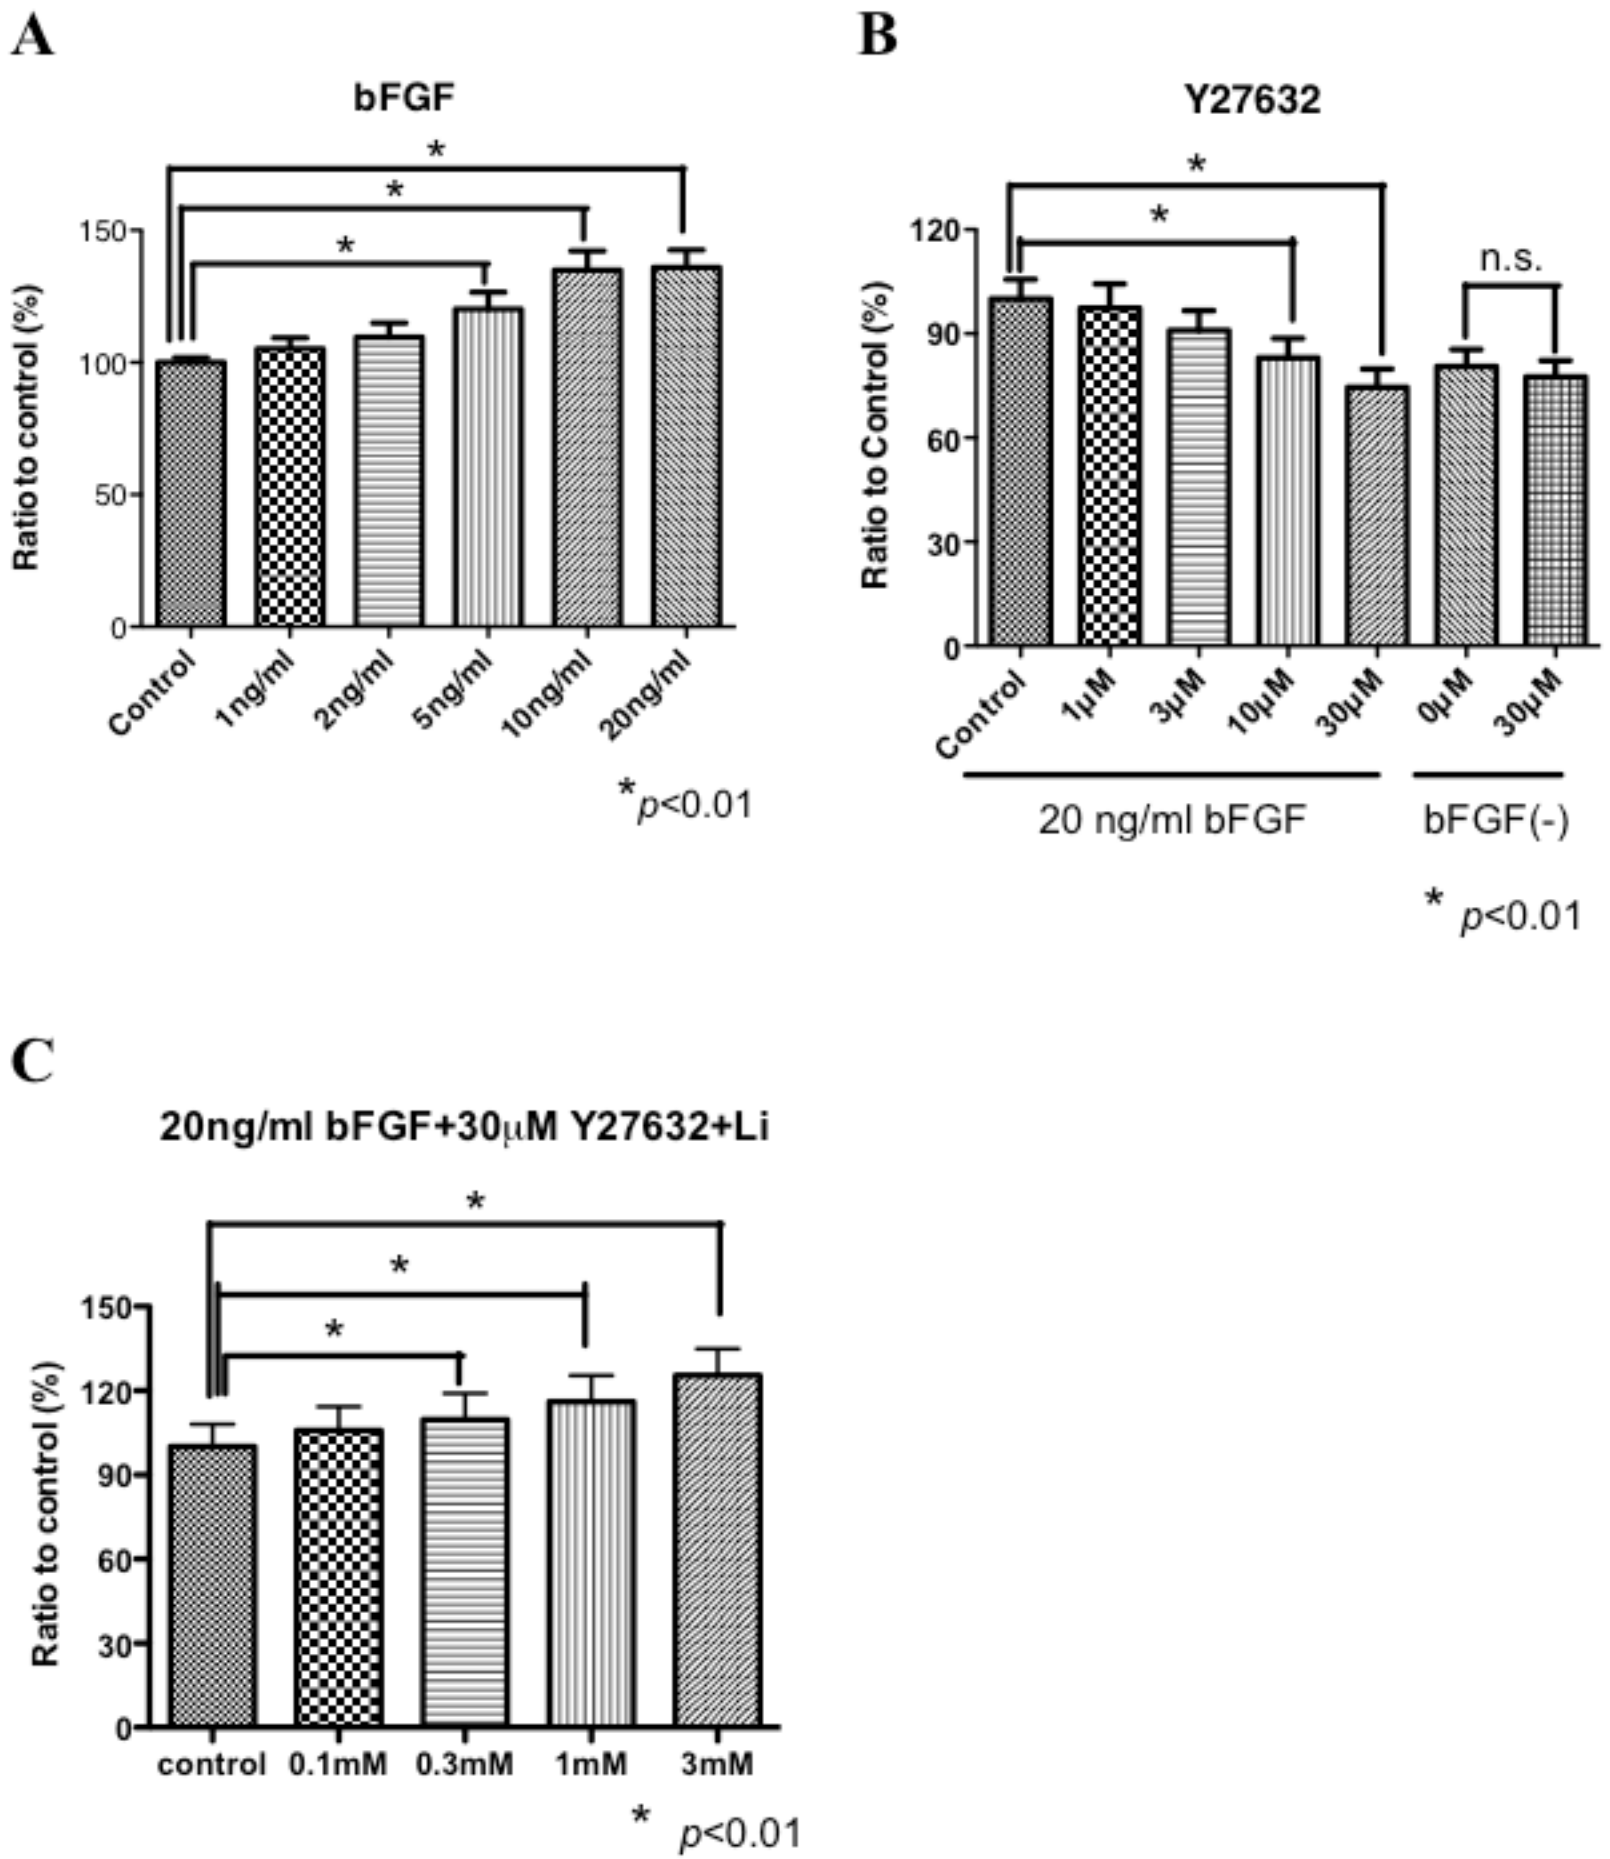 A
bFGF
*
*
*
Ratio to control (%)
150
100
50
0
Control
1ng/ml
2ng/ml
5ng/ml
10ng/ml
20ng/ml
*p<0.01
B
Y27632
*
*
n.s.
Ratio to Control (%)
120
90
60
30
0
Control
1µM
3µM
10µM
30µM
0µM
30µM
20 ng/ml bFGF
bFGF(-)
* p<0.01
C
20ng/ml bFGF+30µM Y27632+Li
*
*
*
Ratio to control (%)
150
120
90
60
30
0
control 0.1mM 0.3mM 1mM 3mM
* p<0.01